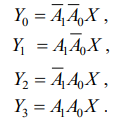 Y₀ = A̅₁A̅₀X ,
Y₁ = A₁A̅₀X ,
Y₂ = A̅₁A₀X ,
Y₃ = A₁A₀X .